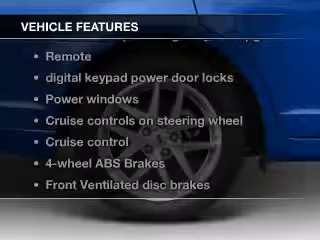 VEHICLE FEATURES
• Remote
• digital keypad power door locks
• Power windows
• Cruise controls on steering wheel
• Cruise control
• 4-wheel ABS Brakes
• Front Ventilated disc brakes